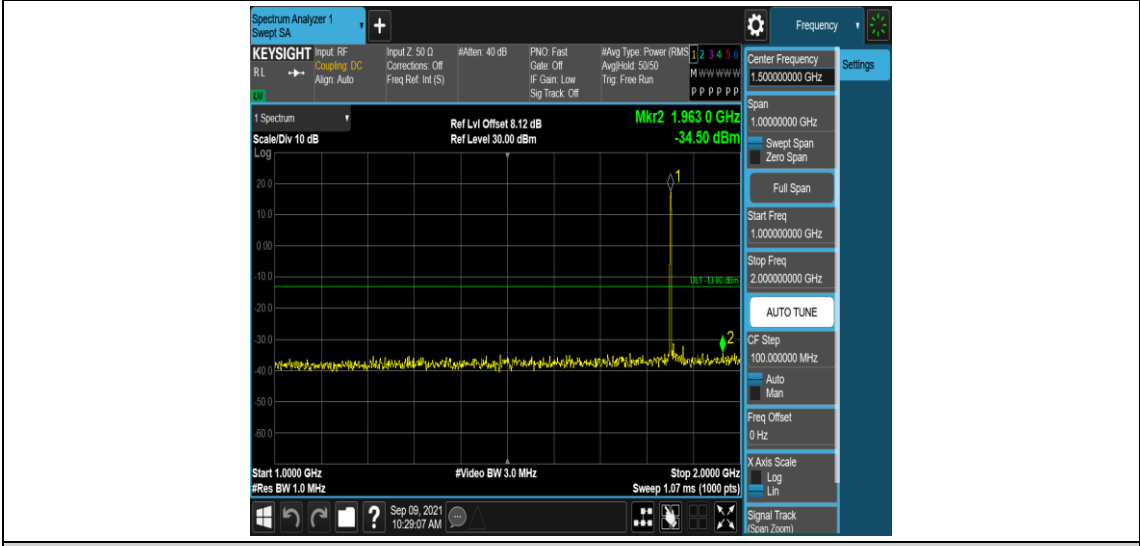 Spectrum Analyzer 1
Swept SA
Frequency
KEYSIGHT
RL
LNI
Input: RF
Coupling: DC
Align: Auto
Input Z: 50 Ω
Corrections: Off
Freq Ref: Int (S)
#Atten: 40 dB
PNO: Fast
Gate: Off
IF Gain: Low
Sig Track: Off
#Avg Type: Power (RMS
Avg|Hold: 50/50
Trig: Free Run
1 2 3 4 5 6
M W W W W W
P P P P P P
Center Frequency
1.500000000 GHz
Settings
1 Spectrum
Scale/Div 10 dB
Log
Ref Lvl Offset 8.12 dB
Ref Level 30.00 dBm
Mkr2 1.963 0 GHz
-34.50 dBm
Span
1.00000000 GHz
Swept Span
Zero Span
Full Span
Start Freq
1.000000000 GHz
Stop Freq
2.000000000 GHz
AUTO TUNE
CF Step
100.000000 MHz
Auto
Man
Freq Offset
0 Hz
X Axis Scale
Log
Lin
Signal Track
(Span Zoom)
1
20.0
10.0
0.00
-10.0
DL1 -13.00 dBm
-20.0
-30.0
2
-40.0
-50.0
-60.0
Start 1.0000 GHz
#Video BW 3.0 MHz
Stop 2.0000 GHz
#Res BW 1.0 MHz
Sweep 1.07 ms (1000 pts)
?
Sep 09, 2021
10:29:07 AM